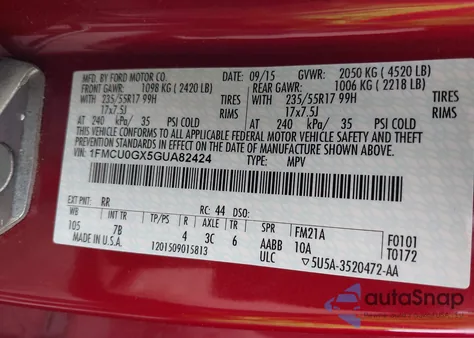 MFD. BY FORD MOTOR CO. 09/15 GVWR: 2050 KG (4520 LB)
FRONT GAWR: 1098 KG (2420 LB) REAR GAWR: 1006 KG (2218 LB)
WITH 235/55R17 99H TIRES WITH 235/55R17 99H TIRES
17x7.5J RIMS 17x7.5J RIMS
AT 240 kPa/ 35 PSI COLD AT 240 kPa/ 35 PSI COLD
THIS VEHICLE CONFORMS TO ALL APPLICABLE FEDERAL MOTOR VEHICLE SAFETY AND THEFT
PREVENTION STANDARDS IN EFFECT ON THE DATE OF MANUFACTURE SHOWN ABOVE.
VIN: 1FMCU0GX5GUA82424 TYPE: MPV
EXT PNT: RR RC: 44 DSO:
WB INT TR TP/PS R AXLE TR SPR FM21A F0101
105 7B 4 3C 6 AABB 10A T0172
MADE IN U.S.A. 1201509015813 ULC ▽5U5A-3520472-AA
autoSnap